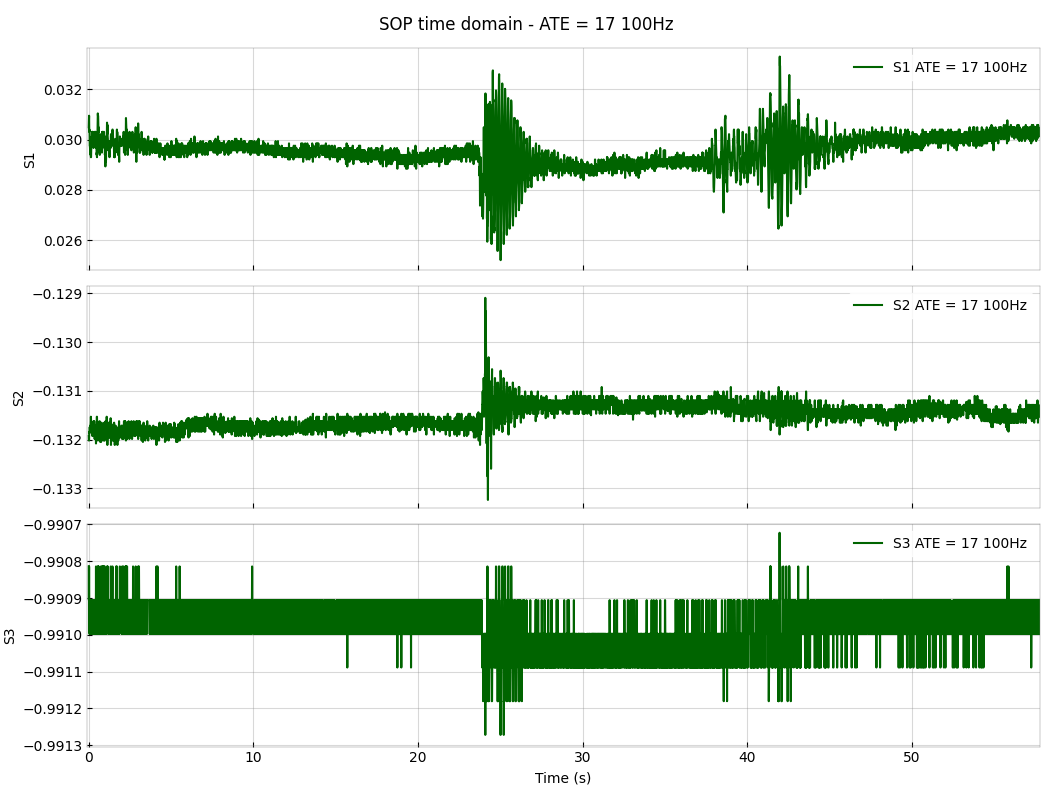 SOP time domain - ATE = 17 100Hz
S1 ATE = 17 100Hz
0.032
0.030
0.028
0.026
S1
S2 ATE = 17 100Hz
−0.129
−0.130
−0.131
−0.132
−0.133
S2
S3 ATE = 17 100Hz
−0.9907
−0.9908
−0.9909
−0.9910
−0.9911
−0.9912
−0.9913
S3
0 10 20 30 40 50
Time (s)